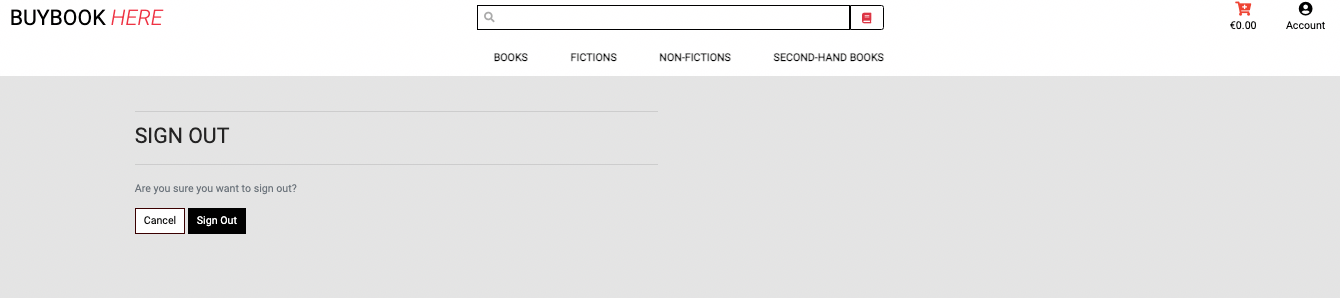 BUYBOOK HERE
€0.00
Account
BOOKS
FICTIONS
NON-FICTIONS
SECOND-HAND BOOKS
SIGN OUT
Are you sure you want to sign out?
Cancel
Sign Out